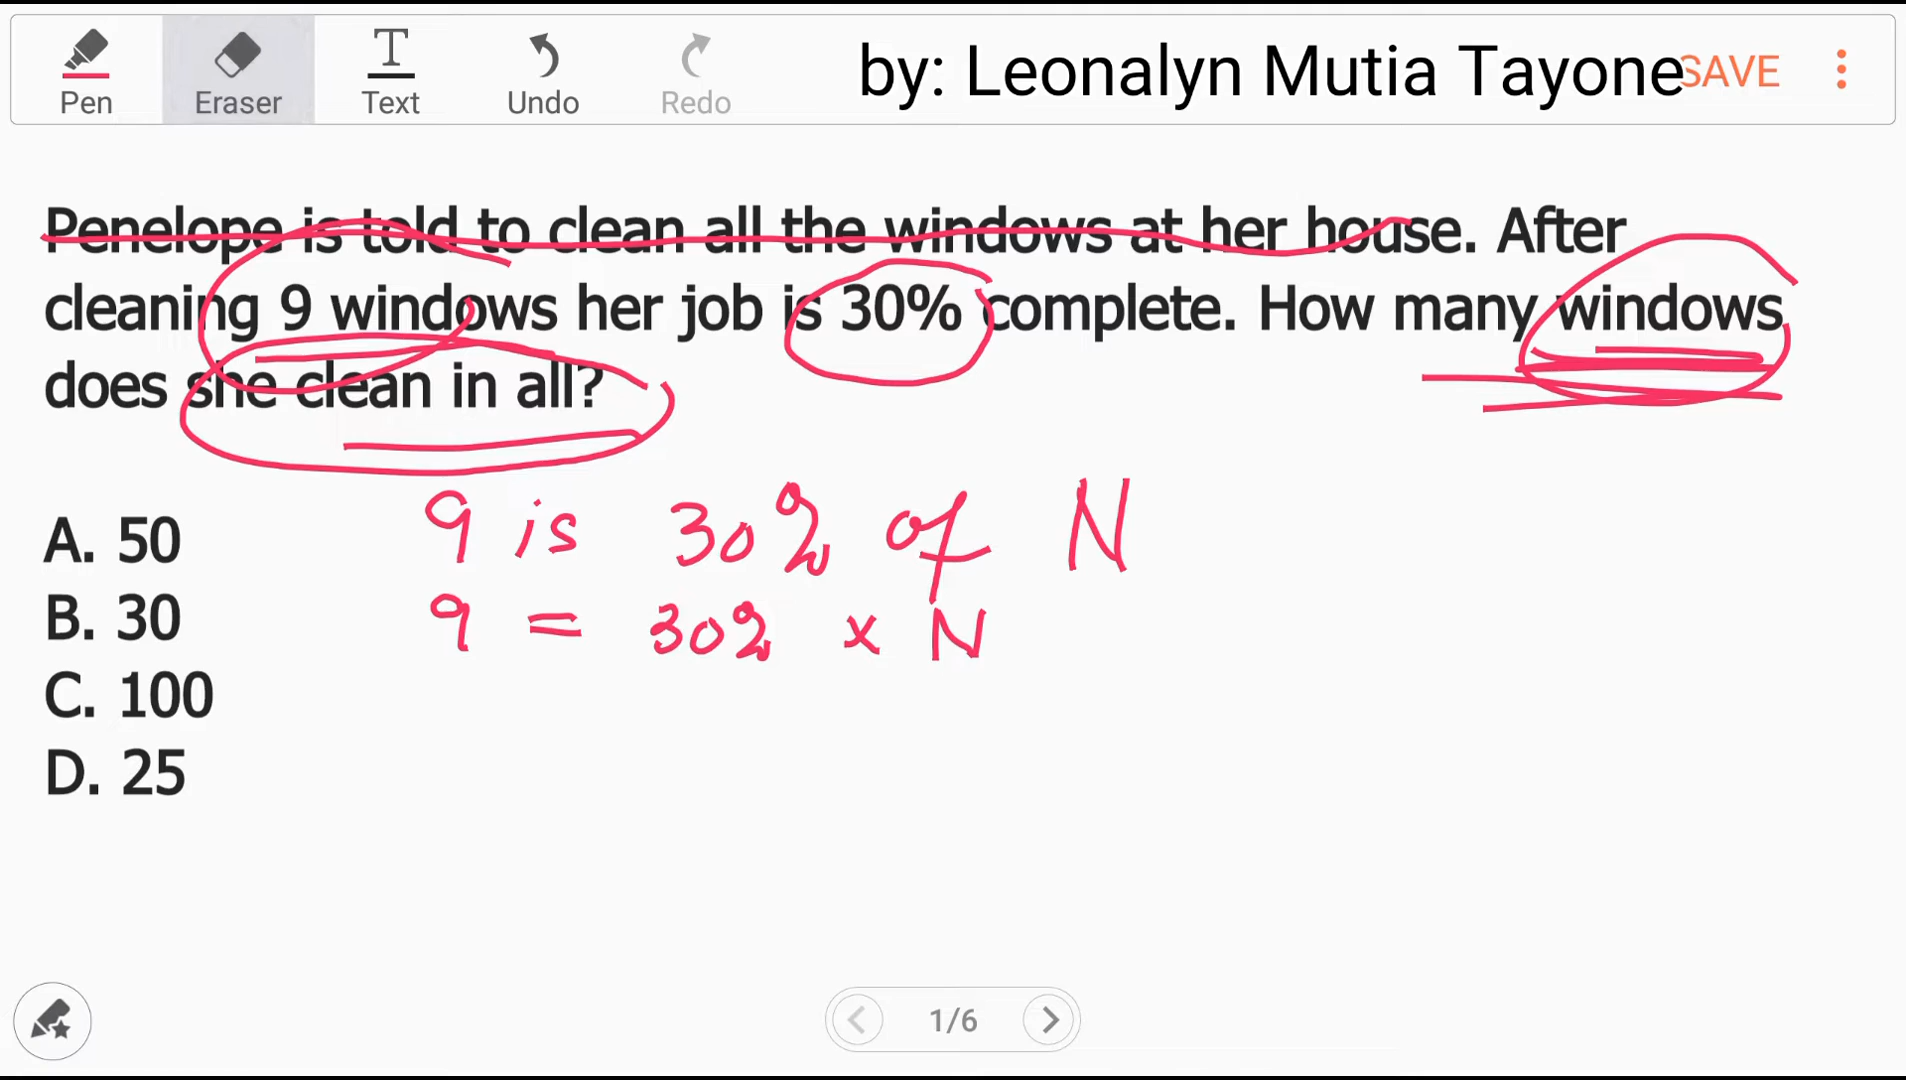 Pen Eraser Text Undo Redo by: Leonalyn Mutia Tayone SAVE
Penelope is told to clean all the windows at her house. After
cleaning 9 windows her job is 30% complete. How many windows
does she clean in all?
A. 50
B. 30
C. 100
D. 25
9 is 30% of N
9 = 30% x N
1/6